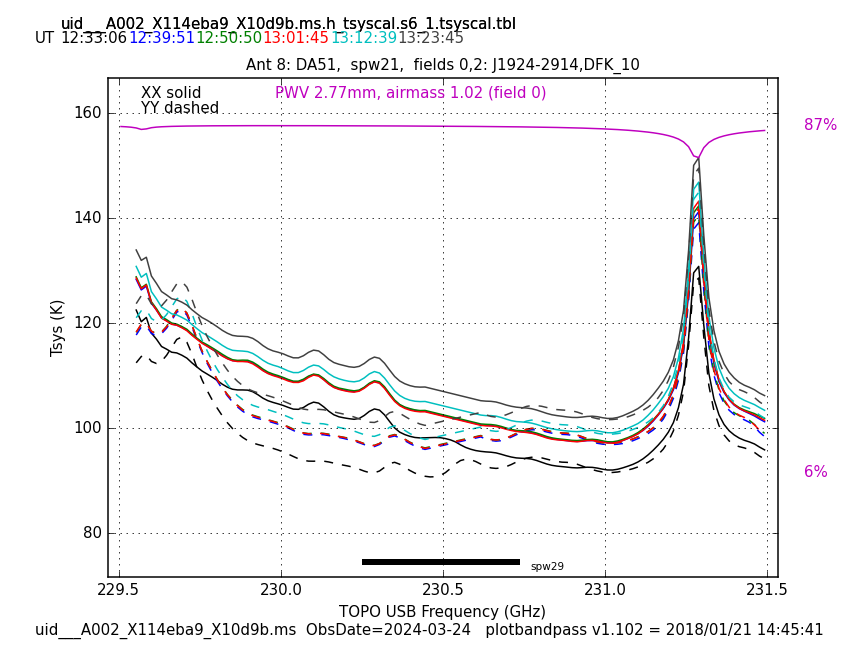 uid___A002_X114eba9_X10d9b.ms.h_tsyscal.s6_1.tsyscal.tbl
UT 12:33:06 12:39:51 12:50:50 13:01:45 13:12:39 13:23:45
Ant 8: DA51,  spw21,  fields 0,2: J1924-2914,DFK_10
XX solid
PWV 2.77mm, airmass 1.02 (field 0)
YY dashed
160
140
120
100
80
87%
6%
Tsys (K)
spw29
229.5 230.0 230.5 231.0 231.5
TOPO USB Frequency (GHz)
uid___A002_X114eba9_X10d9b.ms  ObsDate=2024-03-24   plotbandpass v1.102 = 2018/01/21 14:45:41